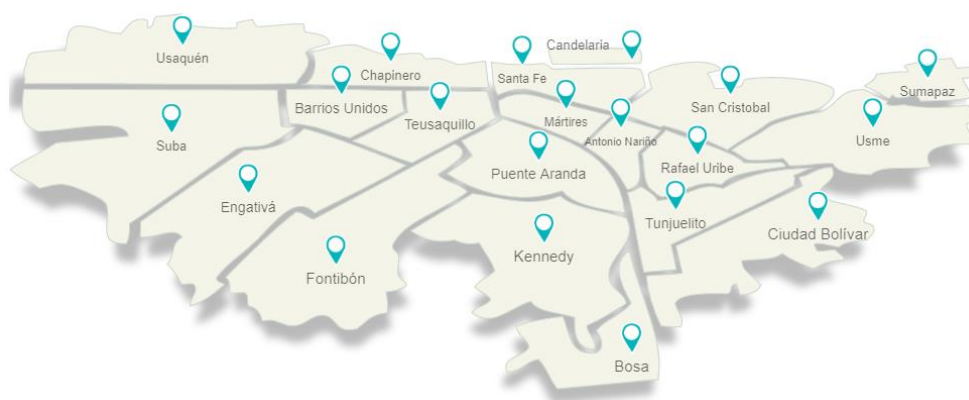 Candelaria
Usaquén
Chapinero
Santa Fe
Sumapaz
Barrios Unidos
San Cristobal
Teusaquillo
Mártires
Antonio Nariño
Usme
Suba
Puente Aranda
Rafael Uribe
Engativá
Tunjuelito
Ciudad Bolívar
Kennedy
Fontibón
Bosa